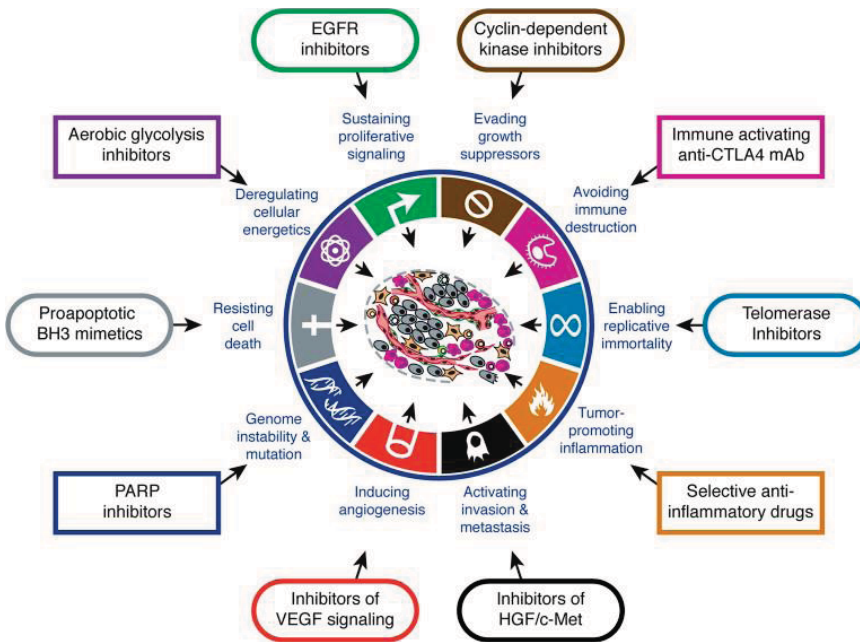 EGFR
inhibitors
Cyclin-dependent
kinase inhibitors
Sustaining
proliferative
signaling
Evading
growth
suppressors
Aerobic glycolysis
inhibitors
Immune activating
anti-CTLA4 mAb
Deregulating
cellular
energetics
Avoiding
immune
destruction
Proapoptotic
BH3 mimetics
Resisting
cell
death
Enabling
replicative
immortality
Telomerase
Inhibitors
Genome
instability &
mutation
Tumor-
promoting
inflammation
PARP
inhibitors
Inducing
angiogenesis
Activating
invasion &
metastasis
Selective anti-
inflammatory drugs
Inhibitors of
VEGF signaling
Inhibitors of
HGF/c-Met